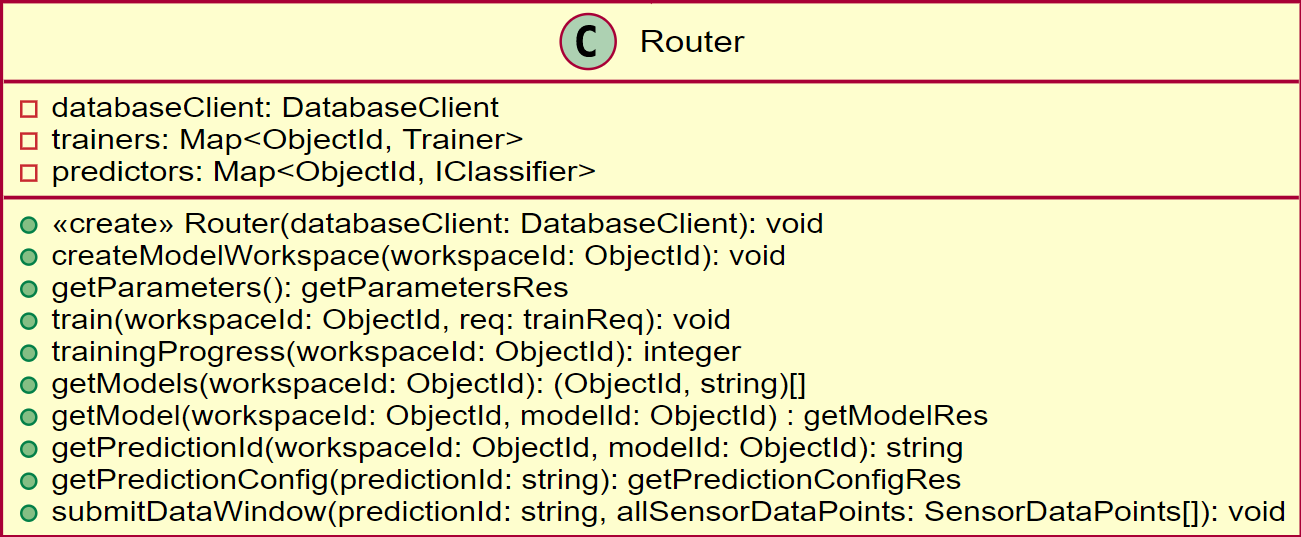 C Router
databaseClient: DatabaseClient
trainers: Map<ObjectId, Trainer>
predictors: Map<ObjectId, IClassifier>
«create» Router(databaseClient: DatabaseClient): void
createModelWorkspace(workspaceId: ObjectId): void
getParameters(): getParametersRes
train(workspaceId: ObjectId, req: trainReq): void
trainingProgress(workspaceId: ObjectId): integer
getModels(workspaceId: ObjectId): (ObjectId, string)[]
getModel(workspaceId: ObjectId, modelId: ObjectId) : getModelRes
getPredictionId(workspaceId: ObjectId, modelId: ObjectId): string
getPredictionConfig(predictionId: string): getPredictionConfigRes
submitDataWindow(predictionId: string, allSensorDataPoints: SensorDataPoints[]): void